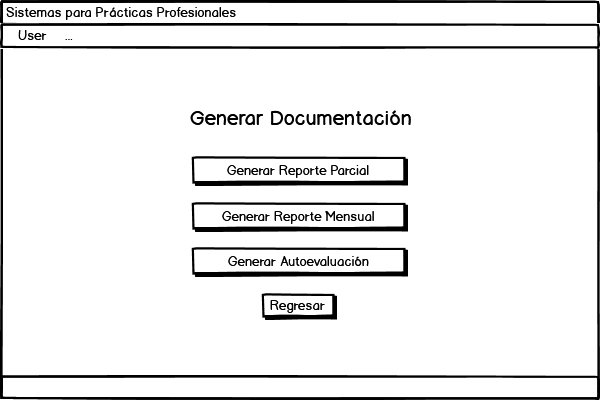 Sistemas para Prácticas Profesionales
User ...
Generar Documentación
Generar Reporte Parcial
Generar Reporte Mensual
Generar Autoevaluación
Regresar